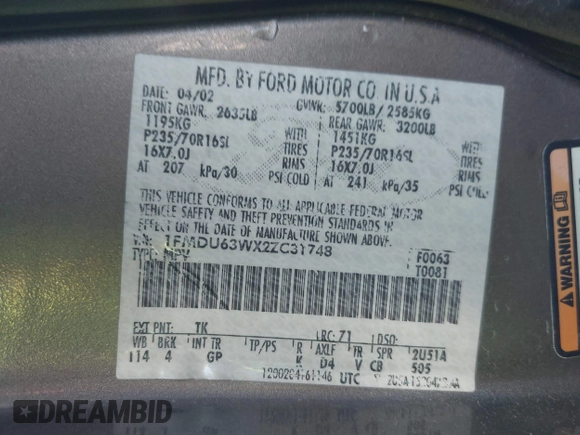 MFD. BY FORD MOTOR CO. IN U.S.A.
DATE: 04/02 GVWR: 5700LB/ 2585KG
FRONT GAWR: 2635LB REAR GAWR: 3200LB
1195KG WITH 1451KG WITH
P235/70R16SL TIRES P235/70R16SL TIRES
16X7.0J RIMS 16X7.0J RIMS
AT 207 kPa/30 PSI COLD AT 241 kPa/35 PSI COLD
THIS VEHICLE CONFORMS TO ALL APPLICABLE FEDERAL MOTOR
VEHICLE SAFETY AND THEFT PREVENTION STANDARDS IN
EFFECT ON THE DATE OF MANUFACTURE SHOWN ABOVE.
VIN: 1FMDU63WX2ZC31748 F0063
TYPE: MPV T0081
EXT PNT: TK RC: 71 DSO:
WB BRK INT TR TP/PS R AXLE TR SPR 2U51A
114 4 GP K D4 V CB 505
UTC
WARNING
DREAMBID